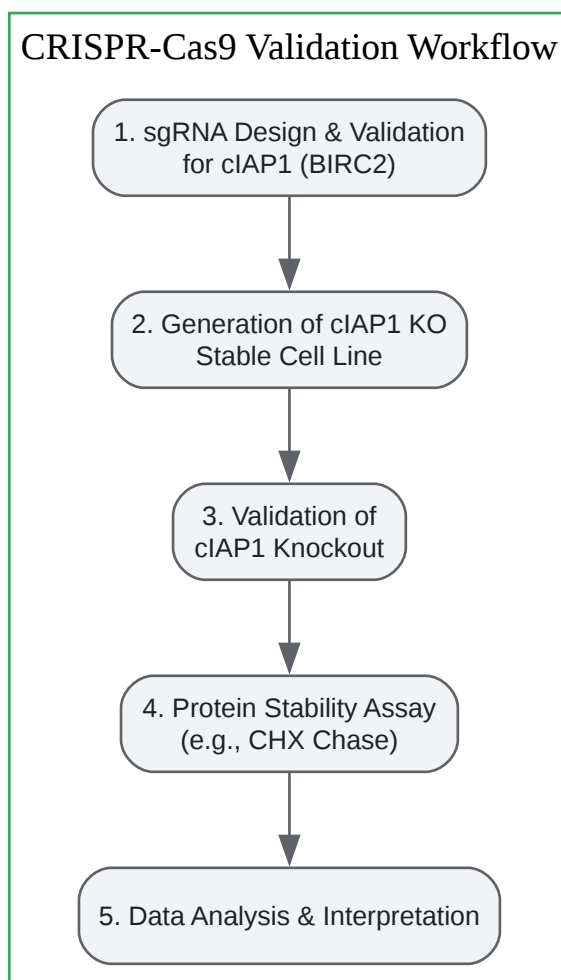 CRISPR-Cas9 Validation Workflow
1. sgRNA Design & Validation
for cIAP1 (BIRC2)
2. Generation of cIAP1 KO
Stable Cell Line
3. Validation of
cIAP1 Knockout
4. Protein Stability Assay
(e.g., CHX Chase)
5. Data Analysis & Interpretation